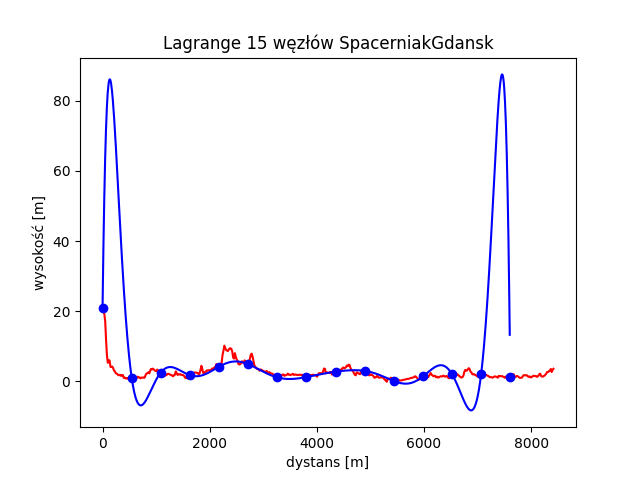 Lagrange 15 węzłów SpacerniakGdansk
80
60
40
20
0
wysokość [m]
0 2000 4000 6000 8000
dystans [m]